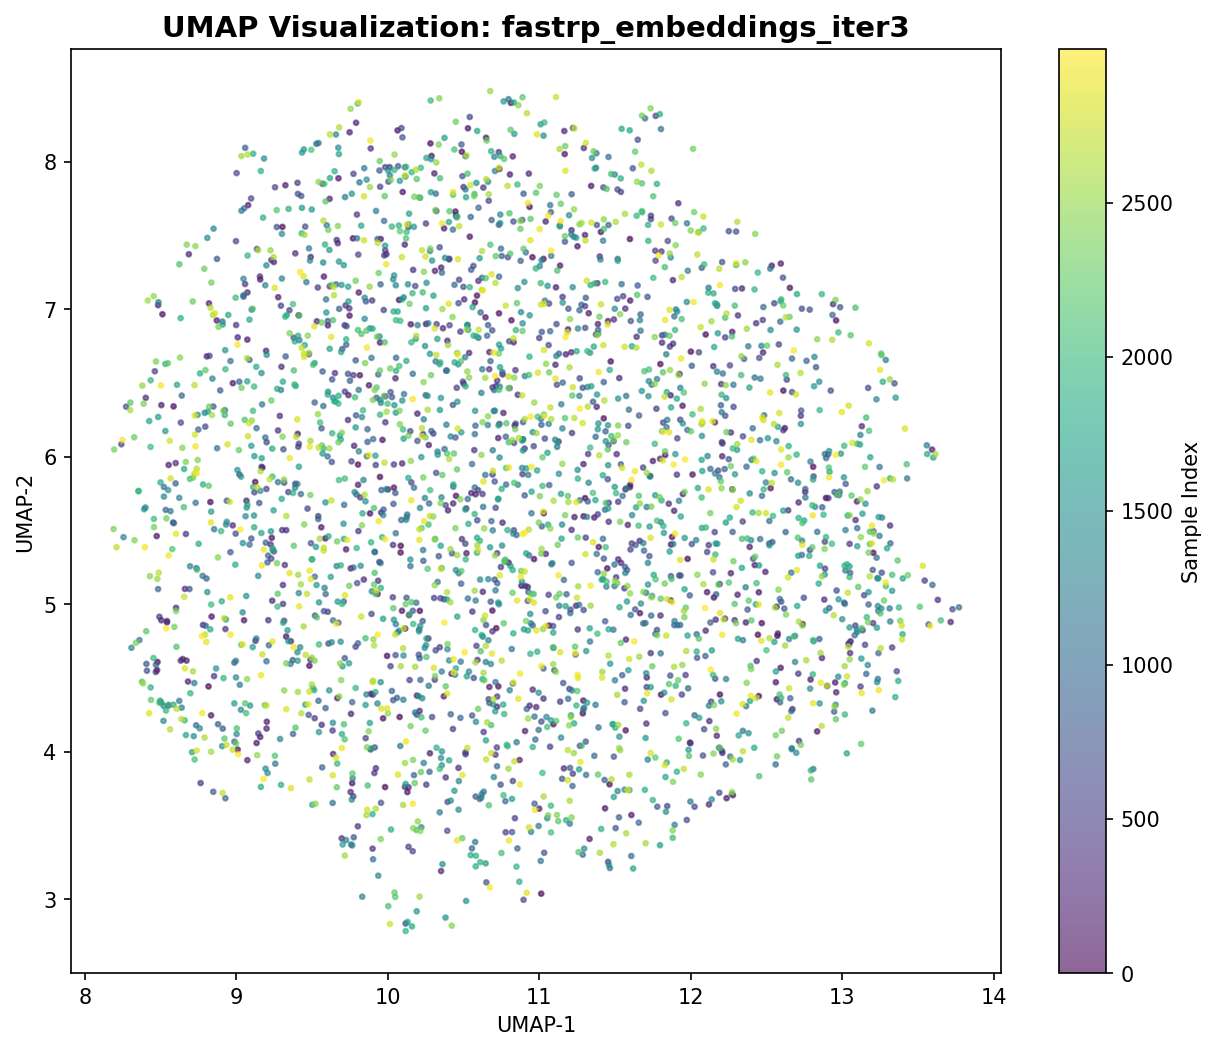 UMAP Visualization: fastrp_embeddings_iter3
8
7
6
5
4
3
UMAP-2
8 9 10 11 12 13 14
UMAP-1
2500
2000
1500
1000
500
0
Sample Index